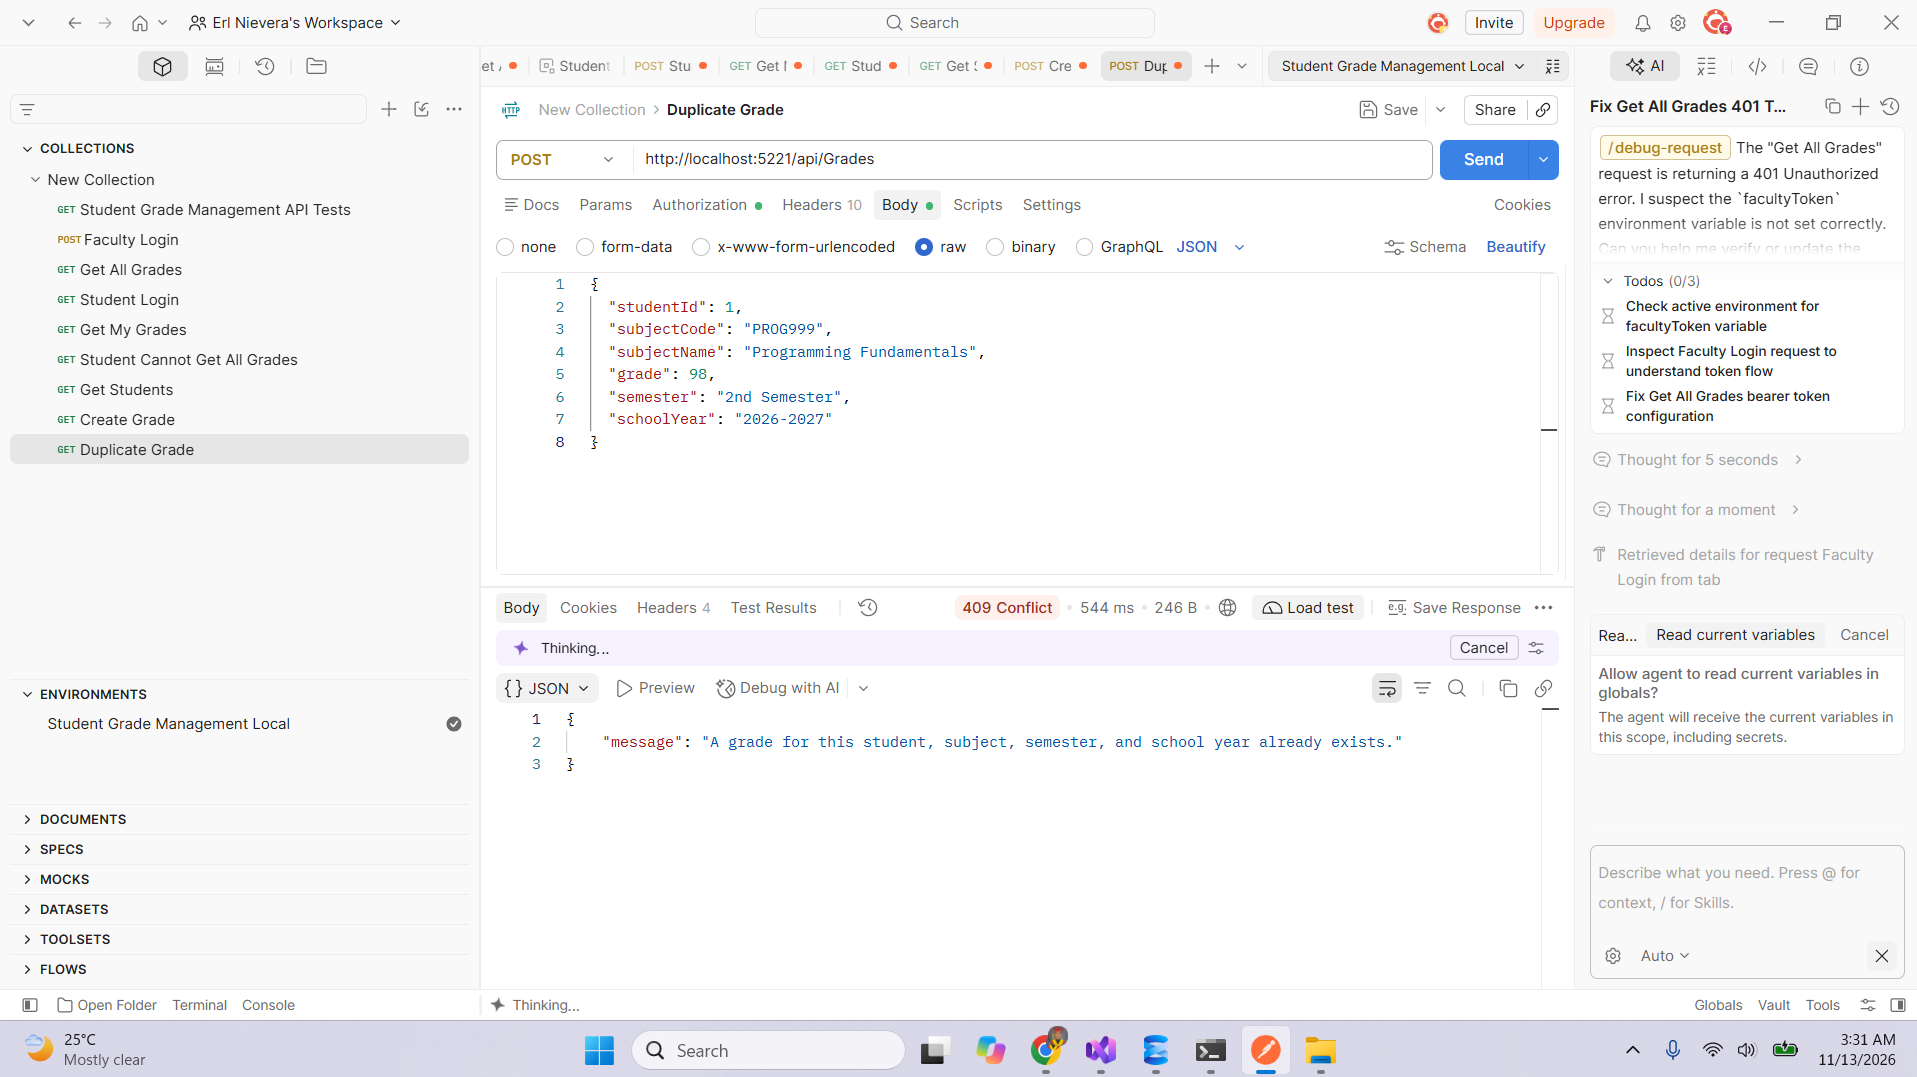 Erl Nievera's Workspace
Search
Invite
Upgrade
E
et
Student
POST Stu
GET Get
GET Stud
GET Get
POST Cre
POST Dup
Student Grade Management Local
AI
New Collection > Duplicate Grade
Save
Share
Fix Get All Grades 401 T...
COLLECTIONS
New Collection
GET Student Grade Management API Tests
POST Faculty Login
GET Get All Grades
GET Student Login
GET Get My Grades
GET Student Cannot Get All Grades
GET Get Students
GET Create Grade
GET Duplicate Grade
ENVIRONMENTS
Student Grade Management Local
DOCUMENTS
SPECS
MOCKS
DATASETS
TOOLSETS
FLOWS
HTTP
POST
http://localhost:5221/api/Grades
Send
Docs
Params
Authorization
Headers 10
Body
Scripts
Settings
Cookies
none
form-data
x-www-form-urlencoded
raw
binary
GraphQL
JSON
Schema
Beautify
1 {
2 "studentId": 1,
3 "subjectCode": "PROG999",
4 "subjectName": "Programming Fundamentals",
5 "grade": 98,
6 "semester": "2nd Semester",
7 "schoolYear": "2026-2027"
8 }
Body
Cookies
Headers 4
Test Results
409 Conflict
544 ms
246 B
Load test
e.g. Save Response
Thinking...
Cancel
{} JSON
Preview
Debug with AI
1 {
2 "message": "A grade for this student, subject, semester, and school year already exists."
3 }
/debug-request The "Get All Grades"
request is returning a 401 Unauthorized
error. I suspect the `facultyToken`
environment variable is not set correctly.
Can you help me verify or update the
Todos (0/3)
Check active environment for
facultyToken variable
Inspect Faculty Login request to
understand token flow
Fix Get All Grades bearer token
configuration
Thought for 5 seconds
Thought for a moment
Retrieved details for request Faculty
Login from tab
Rea...
Read current variables
Cancel
Allow agent to read current variables in
globals?
The agent will receive the current variables in
this scope, including secrets.
Describe what you need. Press @ for
context, / for Skills.
Auto
Open Folder
Terminal
Console
Thinking...
Globals
Vault
Tools
25°C
Mostly clear
Search
3:31 AM
11/13/2026